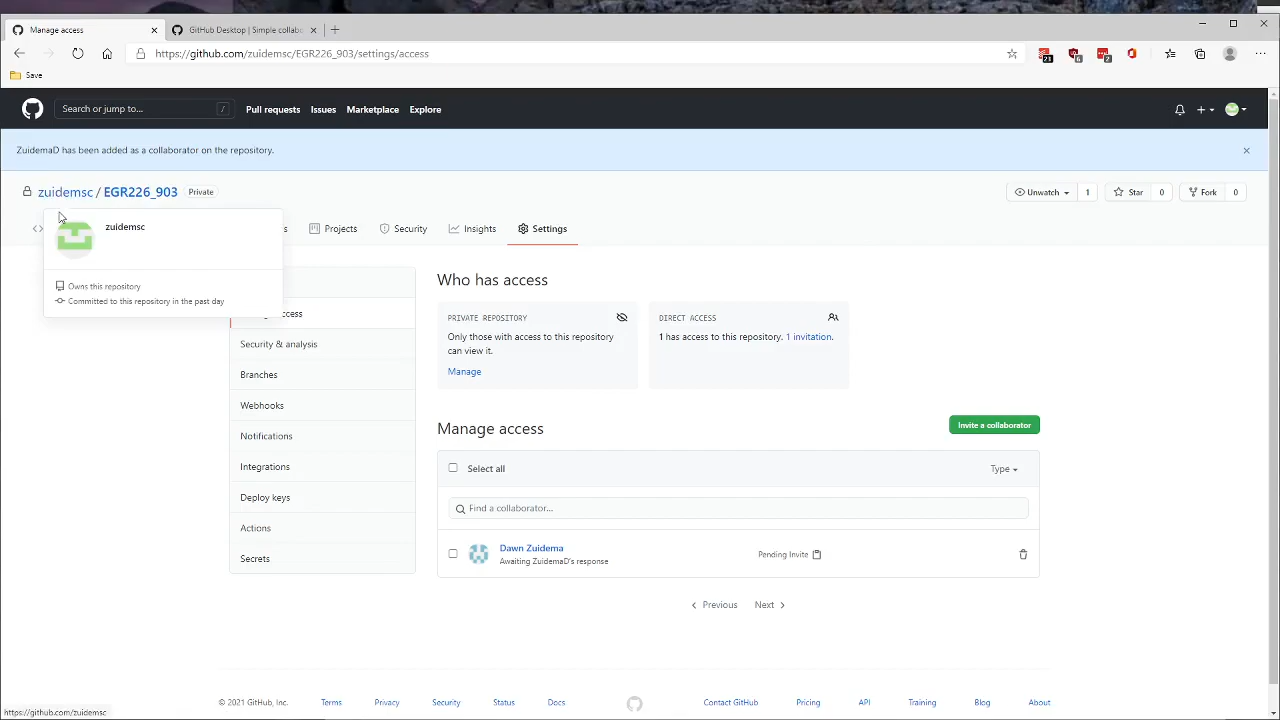 Manage access
GitHub Desktop | Simple collab
https://github.com/zuidemsc/EGR226_903/settings/access
23
6
2
Save
Search or jump to...
/
Pull requests
Issues
Marketplace
Explore
ZuidemaD has been added as a collaborator on the repository.
zuidemsc / EGR226_903
Private
Unwatch
1
Star
0
Fork
0
zuidemsc
Owns this repository
Committed to this repository in the past day
Projects
Security
Insights
Settings
Security & analysis
Branches
Webhooks
Notifications
Integrations
Deploy keys
Actions
Secrets
Who has access
PRIVATE REPOSITORY
Only those with access to this repository
can view it.
Manage
DIRECT ACCESS
1 has access to this repository. 1 invitation.
Manage access
Invite a collaborator
Select all
Type
Find a collaborator...
Dawn Zuidema
Awaiting ZuidemaD's response
Pending Invite
Previous
Next
© 2021 GitHub, Inc.
Terms
Privacy
Security
Status
Docs
Contact GitHub
Pricing
API
Training
Blog
About
https://github.com/zuidemsc